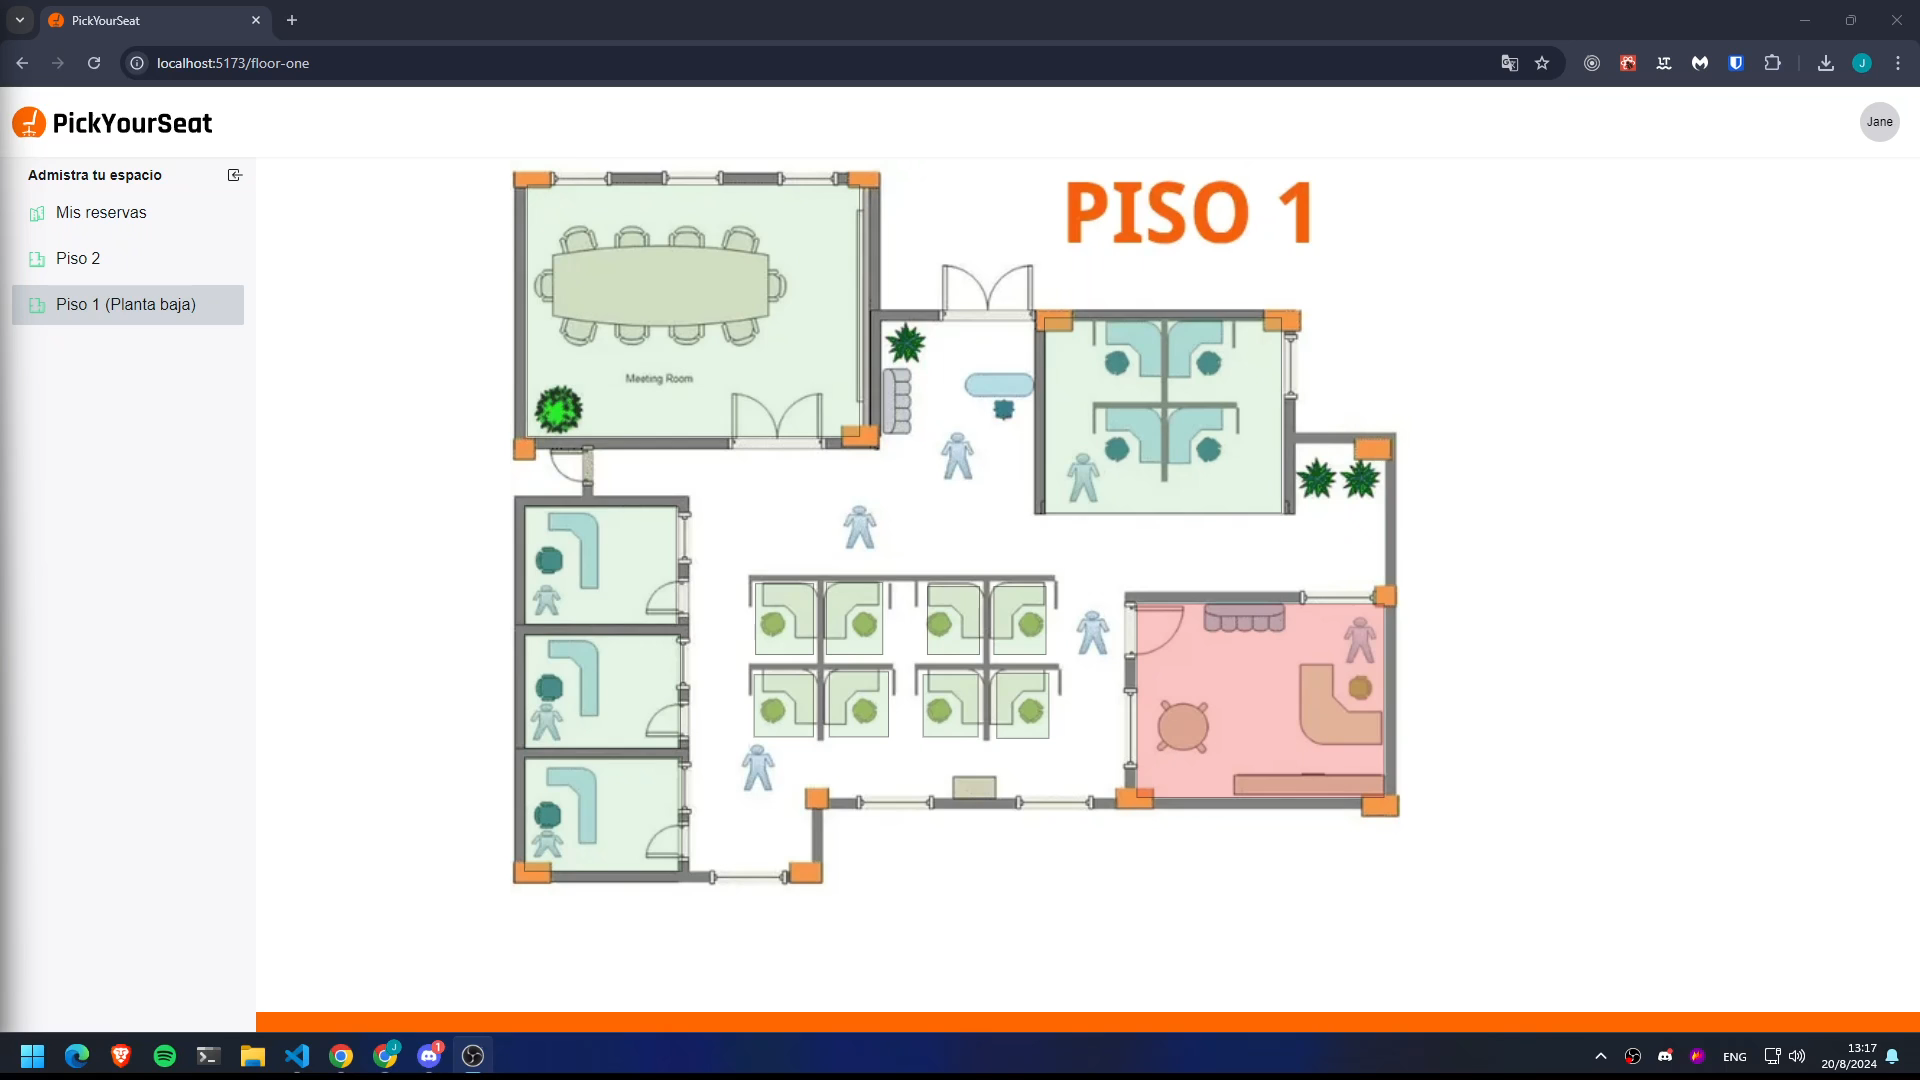 PickYourSeat
localhost:5173/floor-one
PickYourSeat
Jane
Admistra tu espacio
Mis reservas
Piso 2
Piso 1 (Planta baja)
PISO 1
Meeting Room
J
1
ENG
13:17
20/8/2024